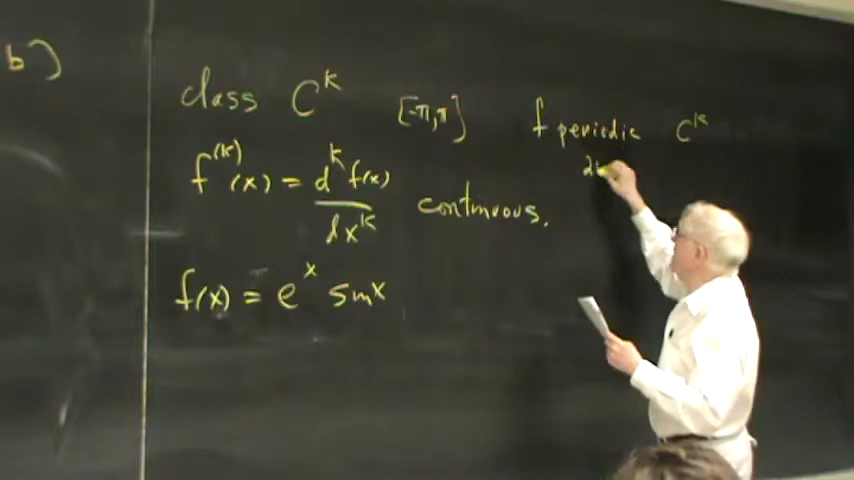 b)
class C^k [-π,π] f periodic C^k
f^(k)(x) = d^k f(x) / dx^k continuous.
f(x) = e^x sin x